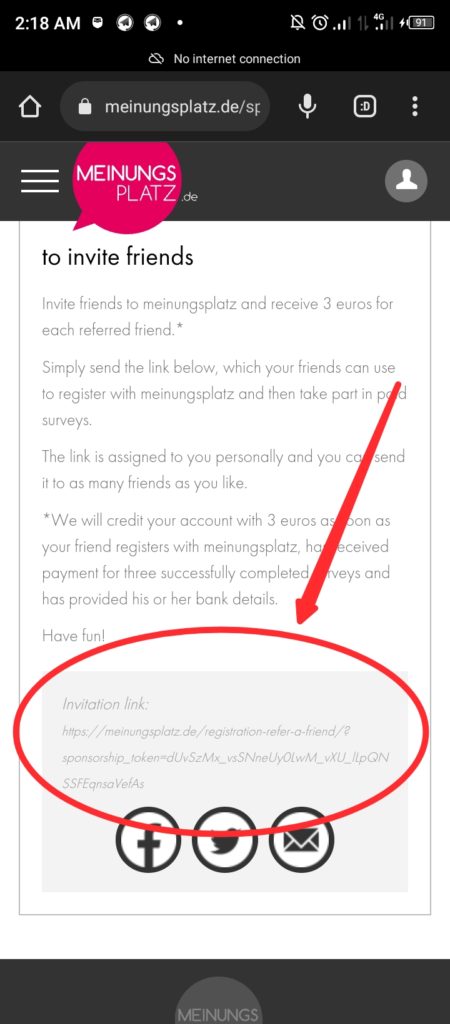 2:18 AM
4G
91
No internet connection
meinungsplatz.de/sp
:D
MEINUNGS
PLATZ.de
to invite friends
Invite friends to meinungsplatz and receive 3 euros for
each referred friend.*
Simply send the link below, which your friends can use
to register with meinungsplatz and then take part in paid
surveys.
The link is assigned to you personally and you can send
it to as many friends as you like.
*We will credit your account with 3 euros as soon as
your friend registers with meinungsplatz, has received
payment for three successfully completed surveys and
has provided his or her bank details.
Have fun!
Invitation link:
https://meinungsplatz.de/registration-refer-a-friend/?
sponsorship_token=dUvSzMx_vsSNneUy0LwM_vXU_lLpQN
SSFEqnsaVefAs
MEINUNGS